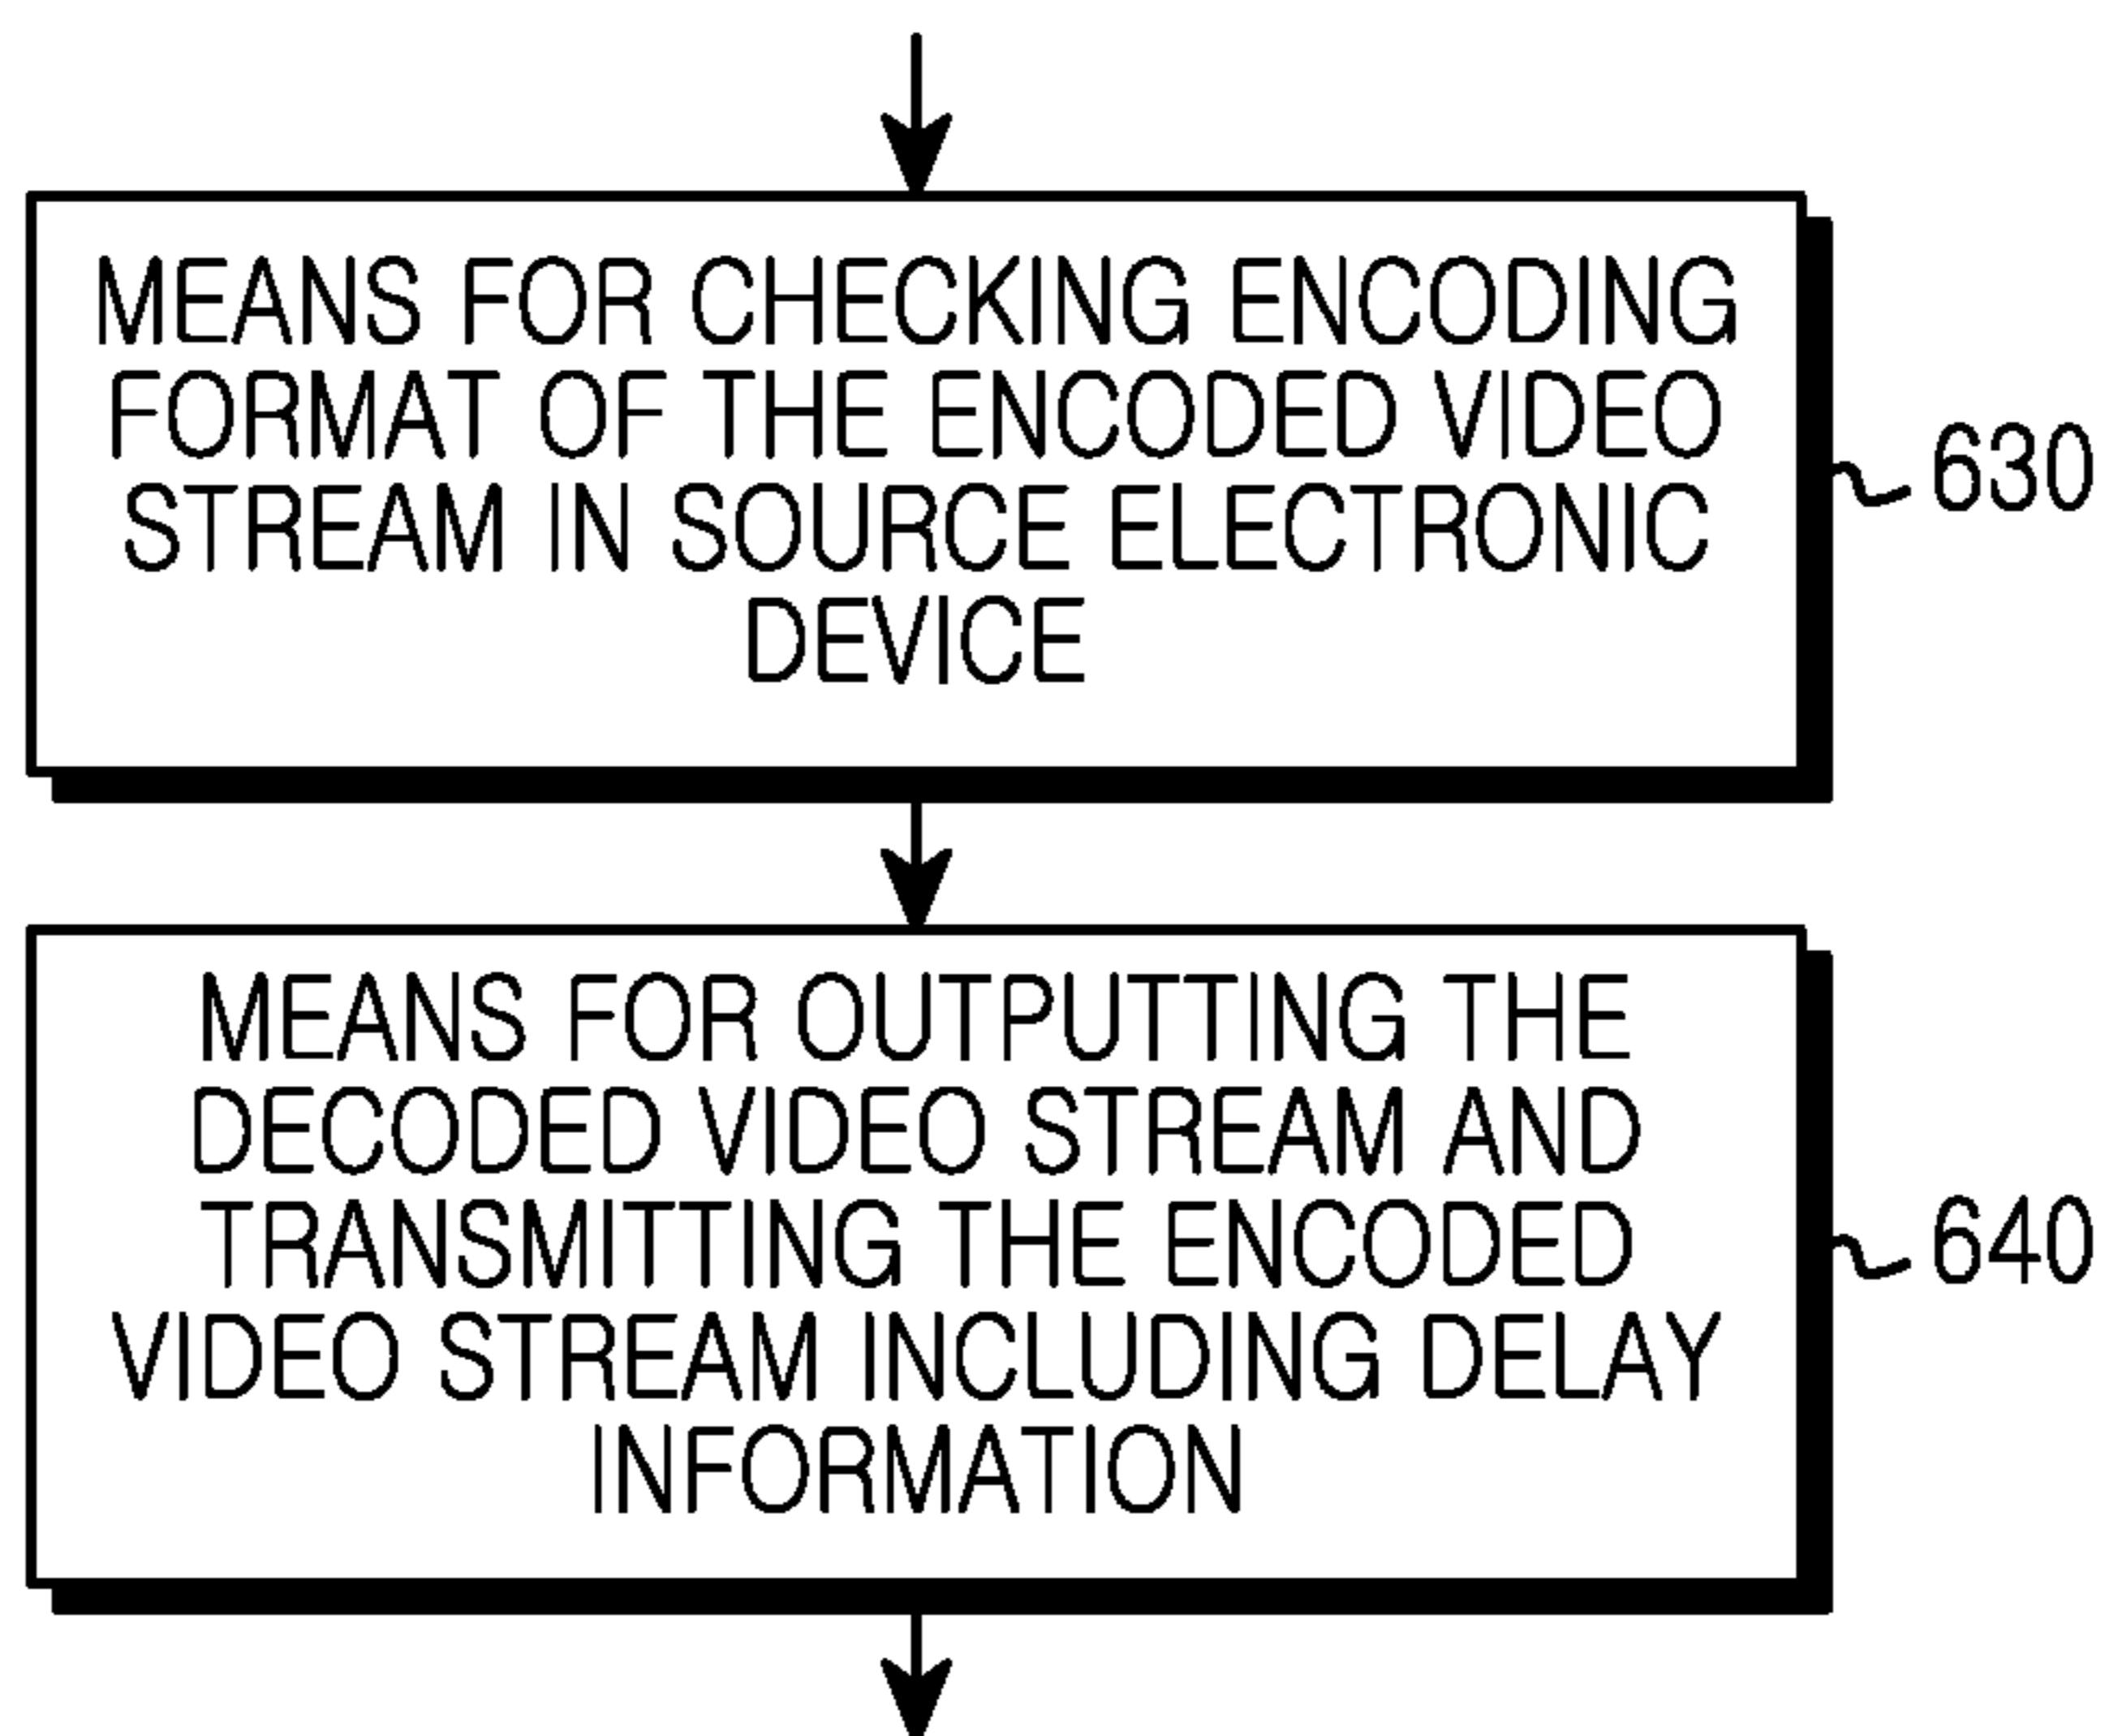 MEANS FOR CHECKING ENCODING
FORMAT OF THE ENCODED VIDEO
STREAM IN SOURCE ELECTRONIC
DEVICE
630
MEANS FOR OUTPUTTING THE
DECODED VIDEO STREAM AND
TRANSMITTING THE ENCODED
VIDEO STREAM INCLUDING DELAY
INFORMATION
640